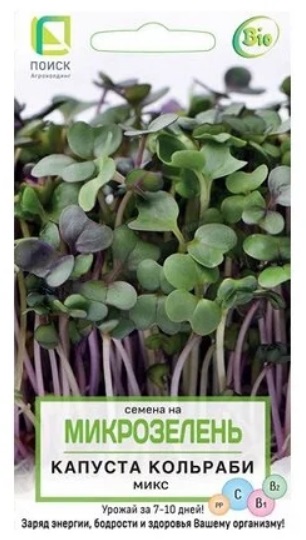 Bio
ПОИСК
Агрохолдинг
семена на
МИКРОЗЕЛЕНЬ
КАПУСТА КОЛЬРАБИ
МИКС
Урожай за 7-10 дней!
PP C B1 B2
Заряд энергии, бодрости и здоровья Вашему организму!